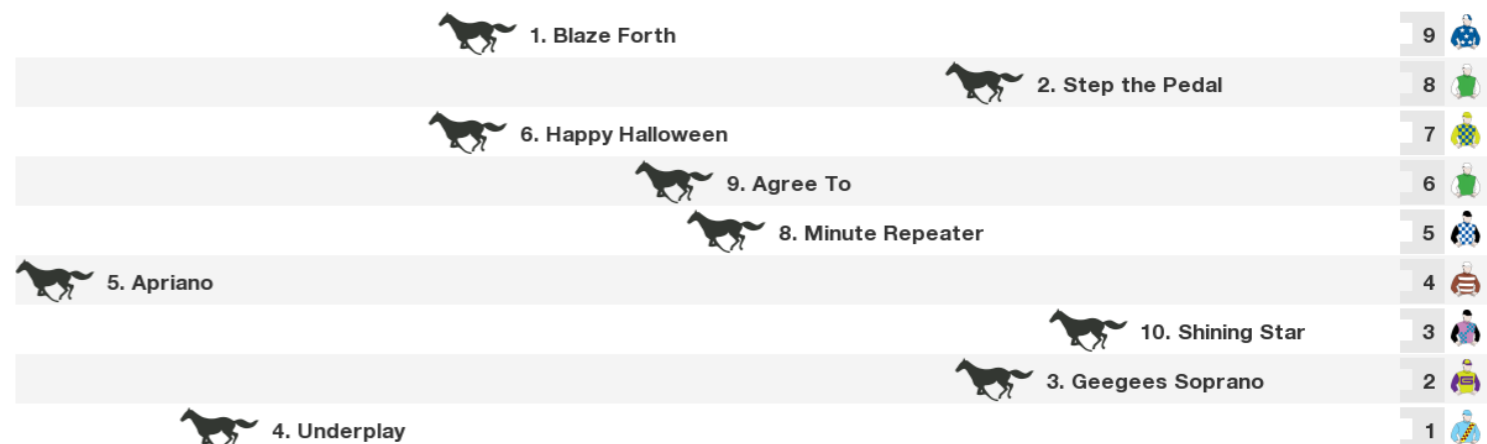 1. Blaze Forth 9
2. Step the Pedal 8
6. Happy Halloween 7
9. Agree To 6
8. Minute Repeater 5
5. Apriano 4
10. Shining Star 3
3. Geegees Soprano 2
4. Underplay 1